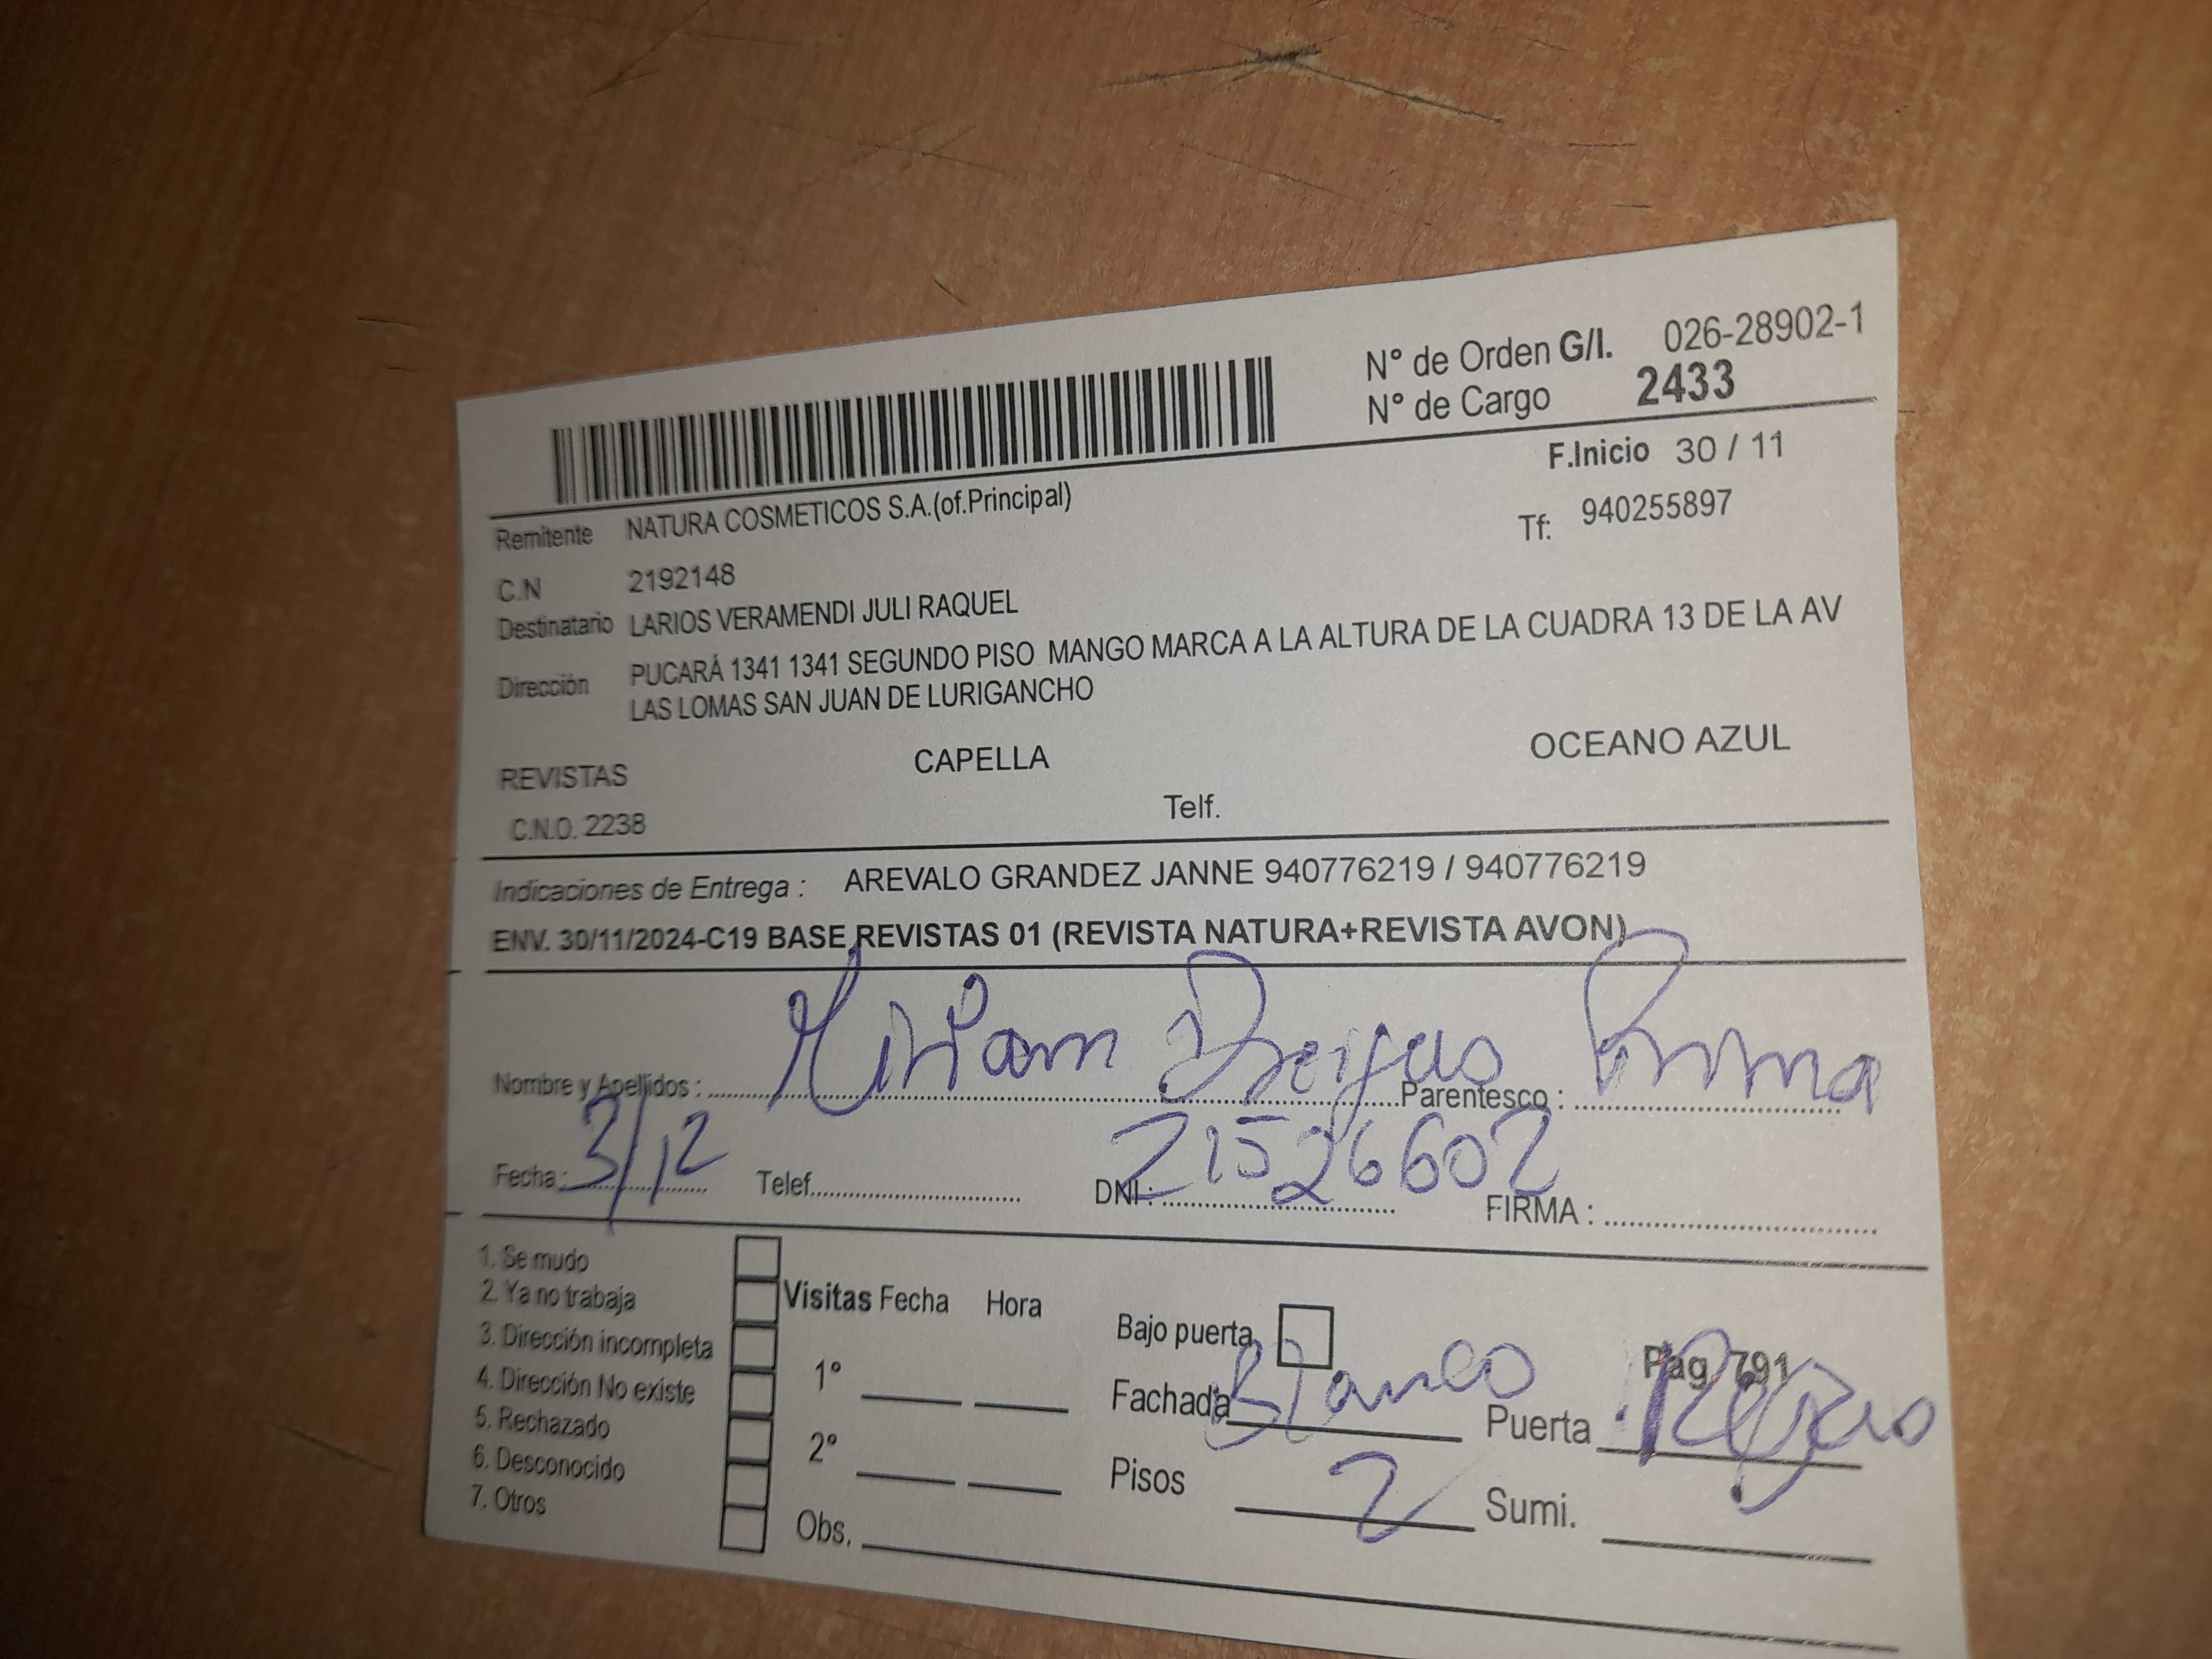 N° de Orden G/I. 026-28902-1
N° de Cargo 2433
F.Inicio 30 / 11
Remitente NATURA COSMETICOS S.A.(of.Principal)
Tf: 940255897
C.N 2192148
Destinatario LARIOS VERAMENDI JULI RAQUEL
Dirección PUCARÁ 1341 1341 SEGUNDO PISO MANGO MARCA A LA ALTURA DE LA CUADRA 13 DE LA AV
LAS LOMAS SAN JUAN DE LURIGANCHO
REVISTAS CAPELLA OCEANO AZUL
C.N.O. 2238 Telf.
Indicaciones de Entrega : AREVALO GRANDEZ JANNE 940776219 / 940776219
ENV. 30/11/2024-C19 BASE REVISTAS 01 (REVISTA NATURA+REVISTA AVON)
Nombre y Apellidos : Miriam Parentesco : Prima
Fecha: 3/12 Telef. DNI : 21526602 FIRMA :
1. Se mudo
2. Ya no trabaja
3. Dirección incompleta
4. Dirección No existe
5. Rechazado
6. Desconocido
7. Otros
Visitas Fecha Hora
1°
2°
Obs.
Bajo puerta Pag 791
Fachada Blanco Puerta Negro
Pisos 2 Sumi.